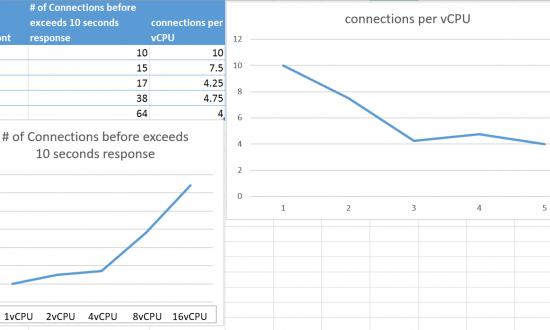 # of Connections before
exceeds 10 seconds connections per
response vCPU
10 10
15 7.5
17 4.25
38 4.75
64 4
# of Connections before exceeds
10 seconds response
1vCPU 2vCPU 4vCPU 8vCPU 16vCPU
connections per vCPU
12
10
8
6
4
2
0
1 2 3 4 5